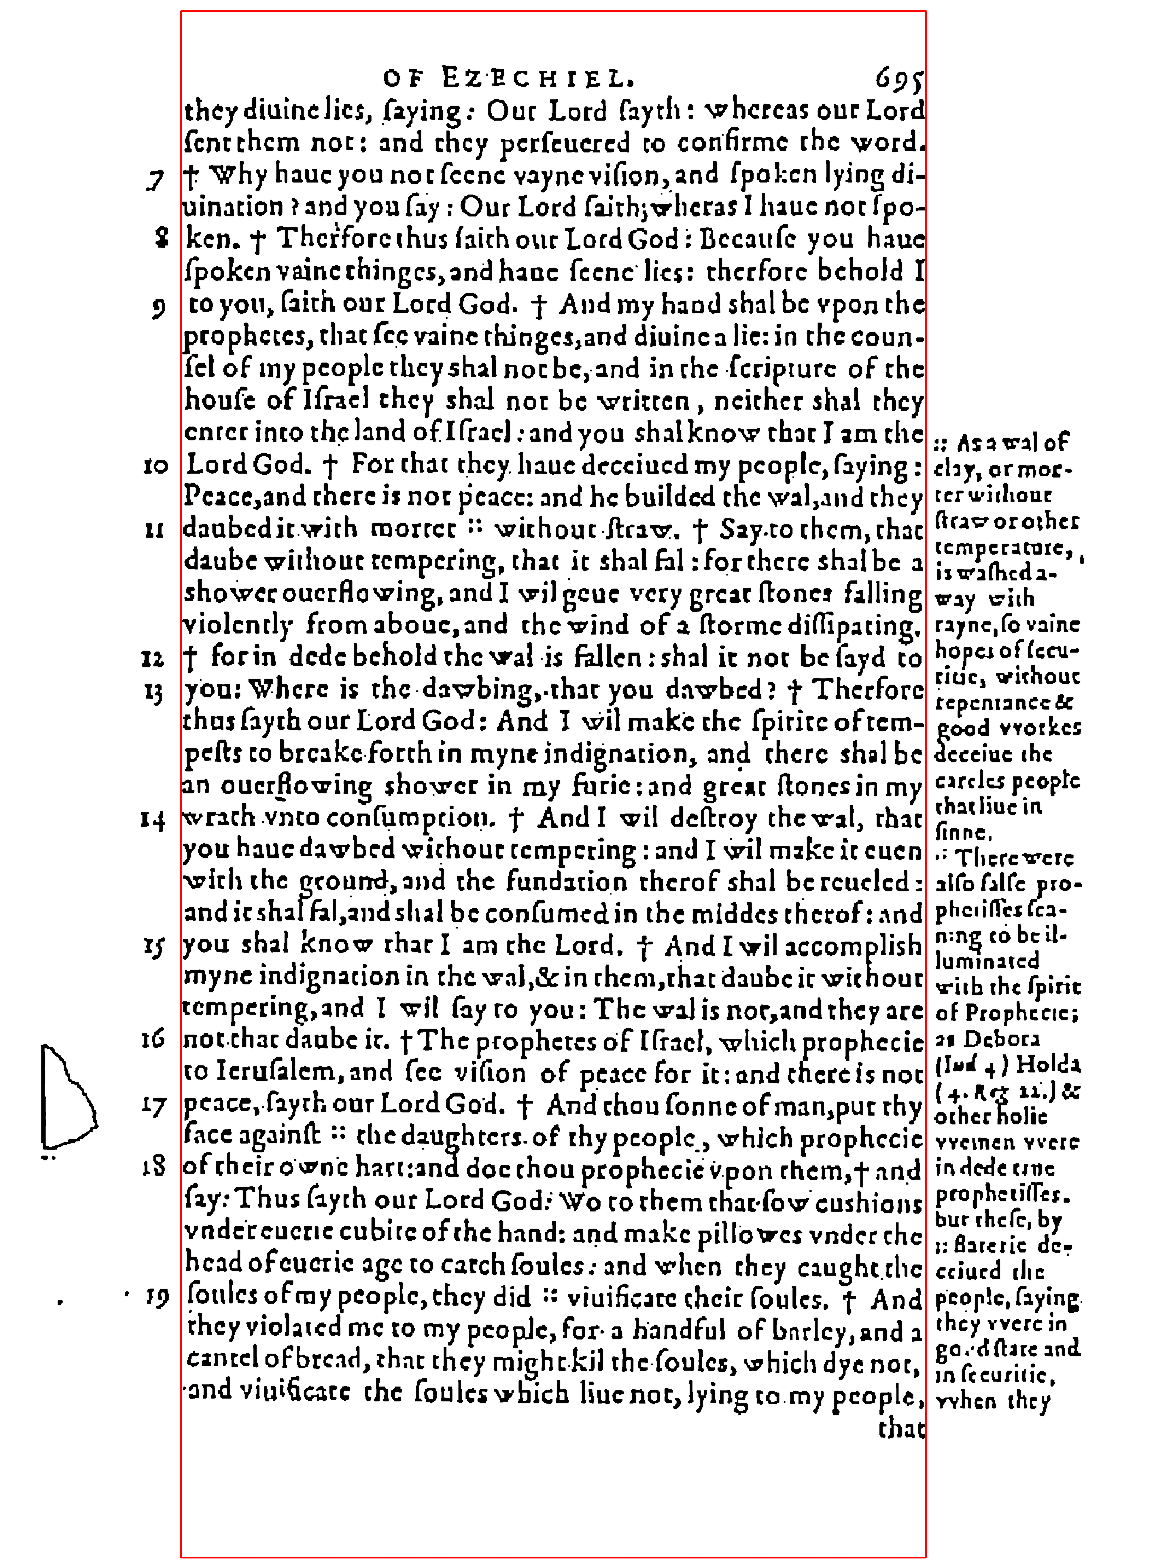 OF EZECHIEL. 695
they diuine lies, ſaying: Our Lord ſayth: whereas our Lord
ſent them not: and they perſeuered to confirme the word.
7 † Why haue you not ſeene vayne viſion, and ſpoken lying di-
uination? and you ſay: Our Lord ſaith; wheras I haue not ſpo-
8 ken. † Therfore thus ſaith our Lord God: Becauſe you haue
ſpoken vaine thinges, and haue ſeene lies: therfore behold I
9 to you, ſaith our Lord God. † And my hand shal be vpon the
prophetes, that ſee vaine thinges, and diuine a lie: in the coun-
ſel of my people they shal not be, and in the ſcripture of the
houſe of Iſrael they shal not be written, neither shal they
enter into the land of Iſrael: and you shal know that I am the
10 Lord God. † For that they haue deceiued my people, ſaying:
Peace, and there is not peace: and he builded the wal, and they
11 daubed it with morter :: without ſtraw. † Say to them, that
daube without tempering, that it shal fal: for there shal be a
shower ouerflowing, and I wil geue very great ſtones falling
violently from aboue, and the wind of a ſtorme diſſipating.
12 † for in dede behold the wal is fallen: shal it not be ſayd to
13 you: Where is the dawbing, that you dawbed? † Therfore
thus ſayth our Lord God: And I wil make the ſpirite of tem-
peſts to breake forth in myne indignation, and there shal be
an ouerflowing shower in my furie: and great ſtones in my
14 wrath vnto conſumption. † And I wil deſtroy the wal, that
you haue dawbed without tempering: and I wil make it euen
with the ground, and the fundation therof shal be reueled:
and it shal fal, and shal be conſumed in the middes therof: and
15 you shal know that I am the Lord. † And I wil accomplish
myne indignation in the wal, & in them, that daube it without
tempering, and I wil ſay to you: The wal is not, and they are
16 not that daube it. † The prophetes of Iſrael, which prophecie
to Ieruſalem, and ſee viſion of peace for it: and there is not
17 peace, ſayth our Lord God. † And thou ſonne of man, put thy
face againſt :: the daughters of thy people, which prophecie
18 of their owne hart: and doe thou prophecie vpon them, † and
ſay: Thus ſayth our Lord God: Wo to them that ſow cushions
vnder euerie cubite of the hand: and make pillowes vnder the
head of euerie age to catch ſoules: and when they caught the
19 ſoules of my people, they did :: viuificate their ſoules. † And
they violated me to my people, for a handful of barley, and a
cantel of bread, that they might kil the ſoules, which dye not,
and viuificate the ſoules which liue not, lying to my people,
that
:: As a wal of
clay, or mor-
ter without
ſtraw or other
temperature,
is washed a-
way with
rayne, ſo vaine
hopes of ſecu-
ritie, without
repentance &
good vvorkes
deceiue the
careles people
that liue in
ſinne.
:: There were
alſo falſe pro-
phetiſſes fea-
ning to be il-
luminated
with the ſpirit
of Prophecie;
as Debora
(Iud 4) Holda
(4. Reg 22.) &
other holie
vvemen vvere
in dede true
prophetiſſes.
but theſe, by
:: flaterie de-
ceiued the
people, ſaying
they vvere in
good ſtate and
in ſecuritie,
vvhen they